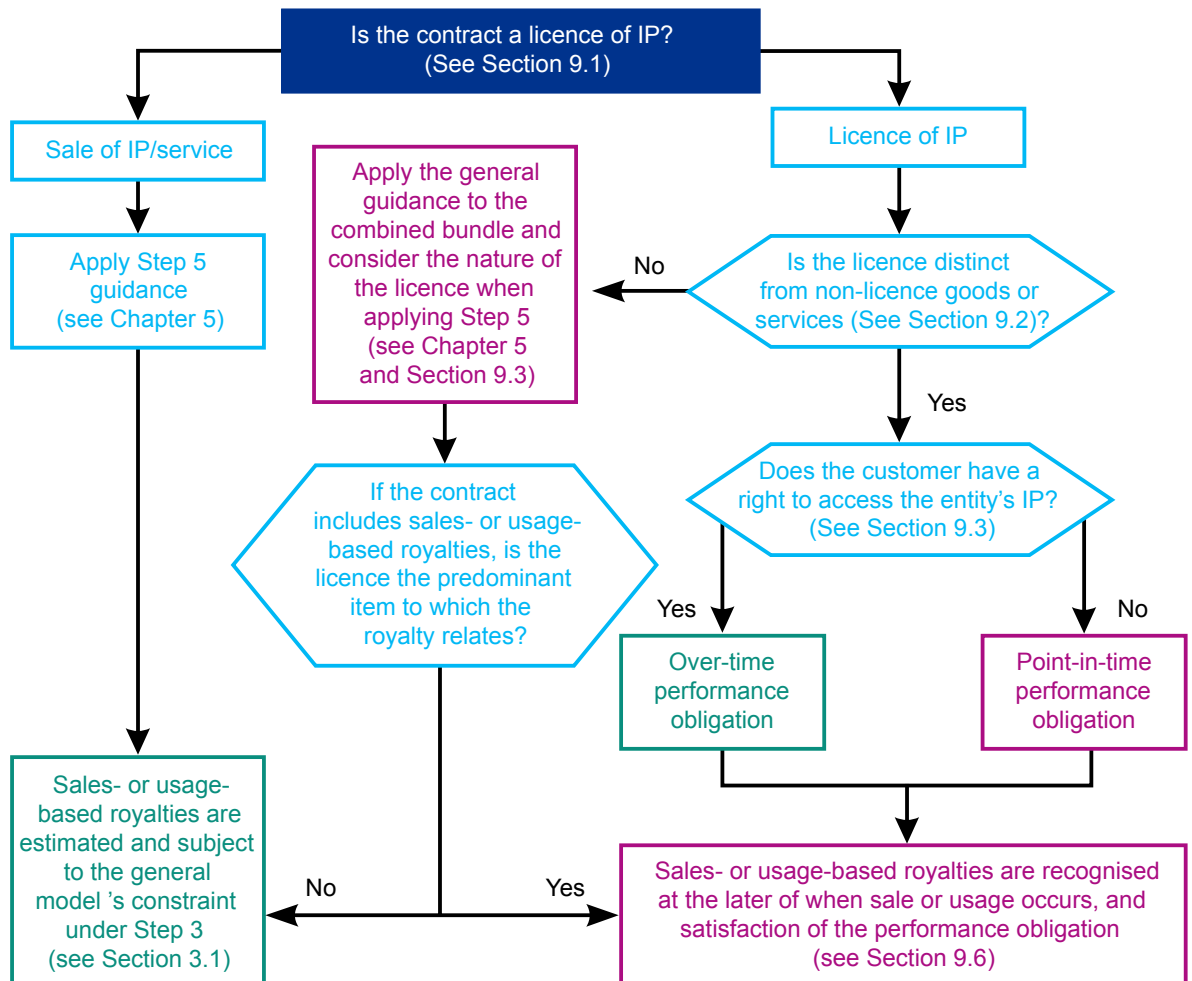 Is the contract a licence of IP?
(See Section 9.1)
Sale of IP/service
Licence of IP
Apply the general
guidance to the
combined bundle and
consider the nature of
the licence when
applying Step 5
(see Chapter 5
and Section 9.3)
Apply Step 5
guidance
(see Chapter 5)
No
Is the licence distinct
from non-licence goods or
services (See Section 9.2)?
Yes
Does the customer have a
right to access the entity's IP?
(See Section 9.3)
If the contract
includes sales- or usage-
based royalties, is the
licence the predominant
item to which the
royalty relates?
Yes
No
Over-time
performance
obligation
Point-in-time
performance
obligation
Sales- or usage-
based royalties are
estimated and subject
to the general
model 's constraint
under Step 3
(see Section 3.1)
No
Yes
Sales- or usage-based royalties are recognised
at the later of when sale or usage occurs, and
satisfaction of the performance obligation
(see Section 9.6)